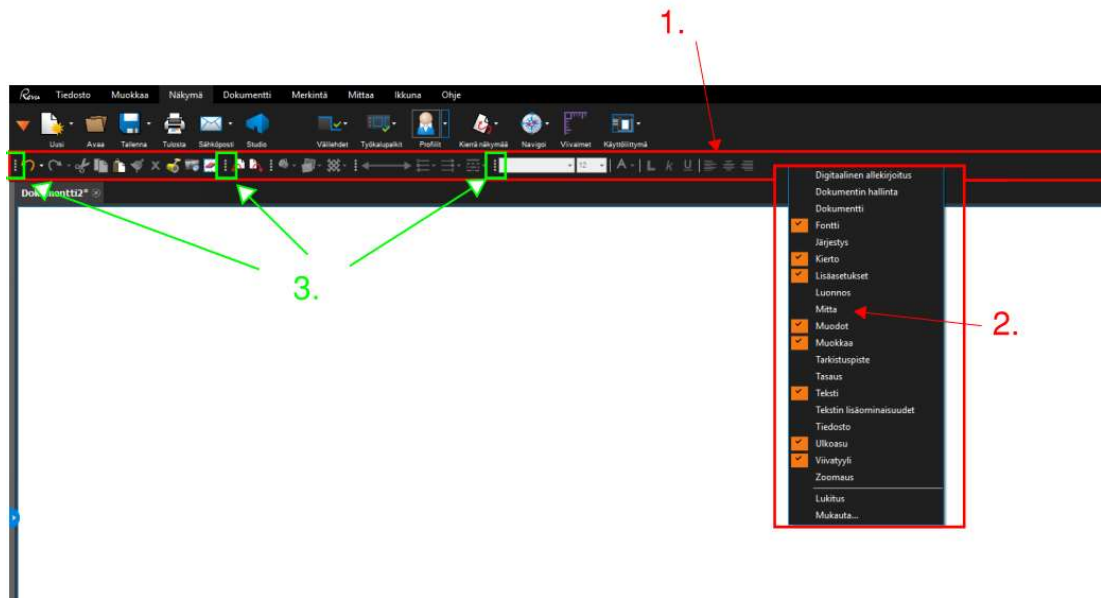 1.
Revu Tiedosto Muokkaa Näkymä Dokumentti Merkintä Mittaa Ikkuna Ohje
Uusi Avaa Tallenna Tulosta Sähköposti Studio Välilehdet Työkalupalkit Profiilit Kierrä näkymää Navigoi Viivaimet Käyttöliittymä
12 A L K U
Dokumentti2*
Digitaalinen allekirjoitus
Dokumentin hallinta
Dokumentti
Fontti
Järjestys
Kierto
Lisäasetukset
Luonnos
Mitta
Muodot
Muokkaa
Tarkistuspiste
Tasaus
Teksti
Tekstin lisäominaisuudet
Tiedosto
Ulkoasu
Viivatyyli
Zoomaus
Lukitus
Mukauta...
3.
2.